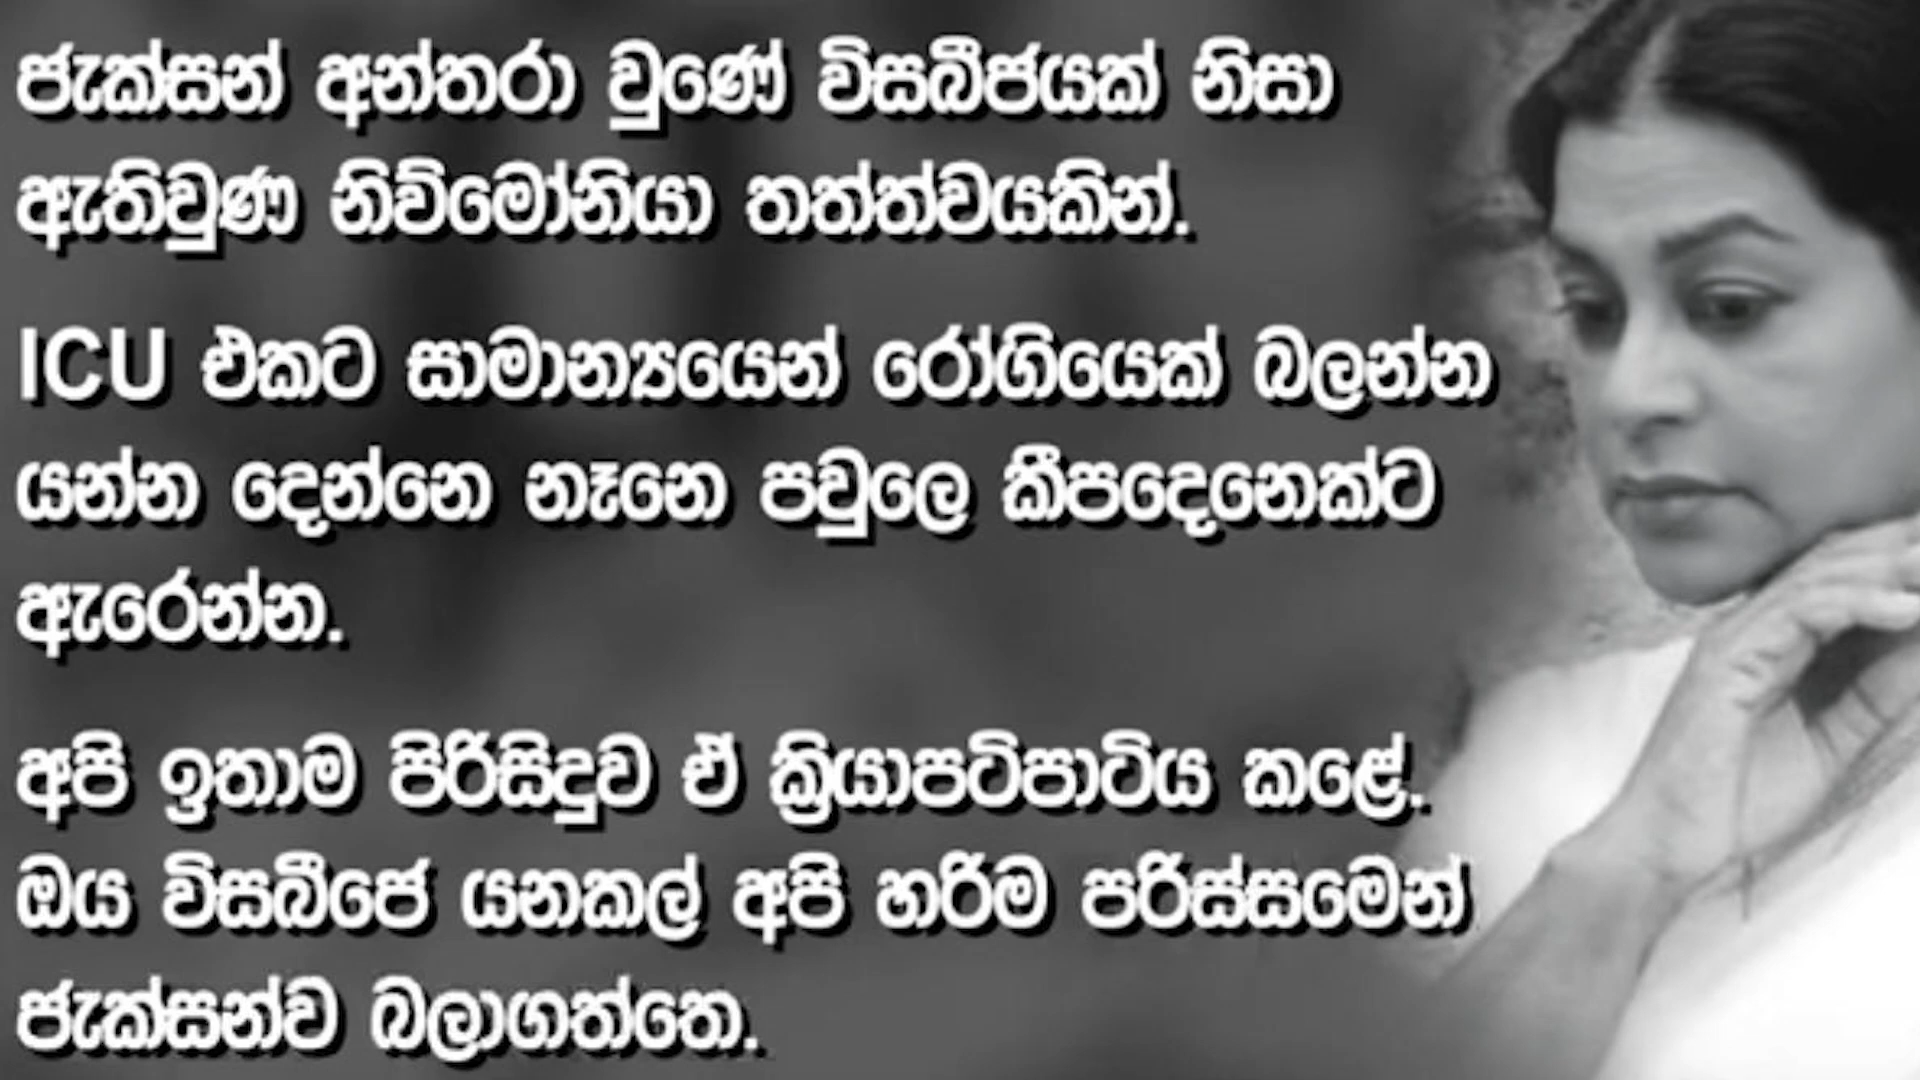 ජැක්සන් අන්තරා වුණේ විසබීජයක් නිසා
ඇතිවුණ නිව්මෝනියා තත්ත්වයකින්.
ICU එකට සාමාන්‍යයෙන් රෝගියෙක් බලන්න
යන්න දෙන්නෙ නෑනෙ පවුලෙ කීපදෙනෙක්ට
ඇරෙන්න.
අපි ඉතාම පිරිසිදුව ඒ ක්‍රියාපටිපාටිය කළේ.
ඔය විසබීජෙ යනකල් අපි හරිම පරිස්සමෙන්
ජැක්සන්ව බලාගත්තෙ.